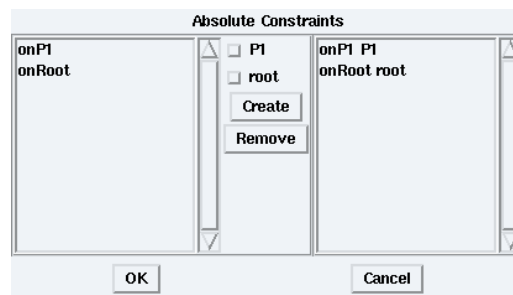 Absolute Constraints
onP1
onRoot
P1
root
Create
Remove
onP1 P1
onRoot root
OK
Cancel